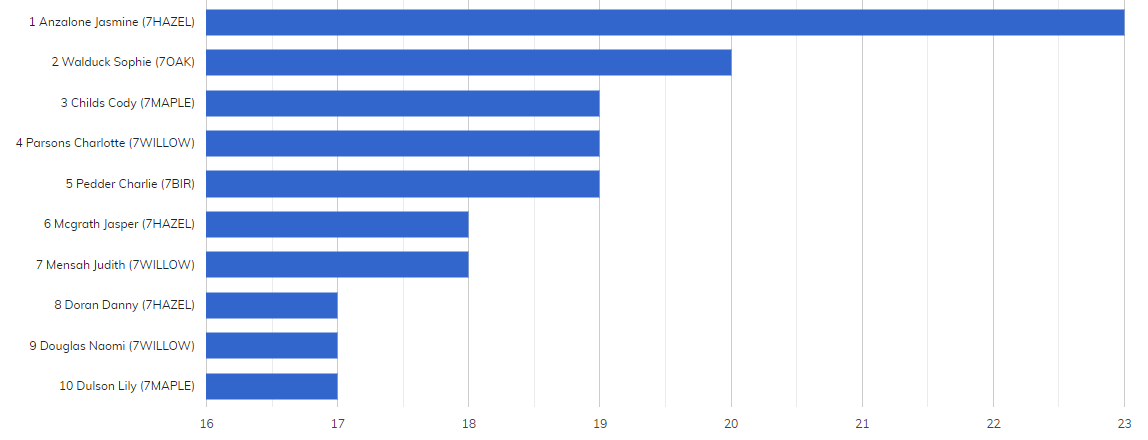 1 Anzalone Jasmine (7HAZEL)
2 Walduck Sophie (7OAK)
3 Childs Cody (7MAPLE)
4 Parsons Charlotte (7WILLOW)
5 Pedder Charlie (7BIR)
6 Mcgrath Jasper (7HAZEL)
7 Mensah Judith (7WILLOW)
8 Doran Danny (7HAZEL)
9 Douglas Naomi (7WILLOW)
10 Dulson Lily (7MAPLE)
16 17 18 19 20 21 22 23